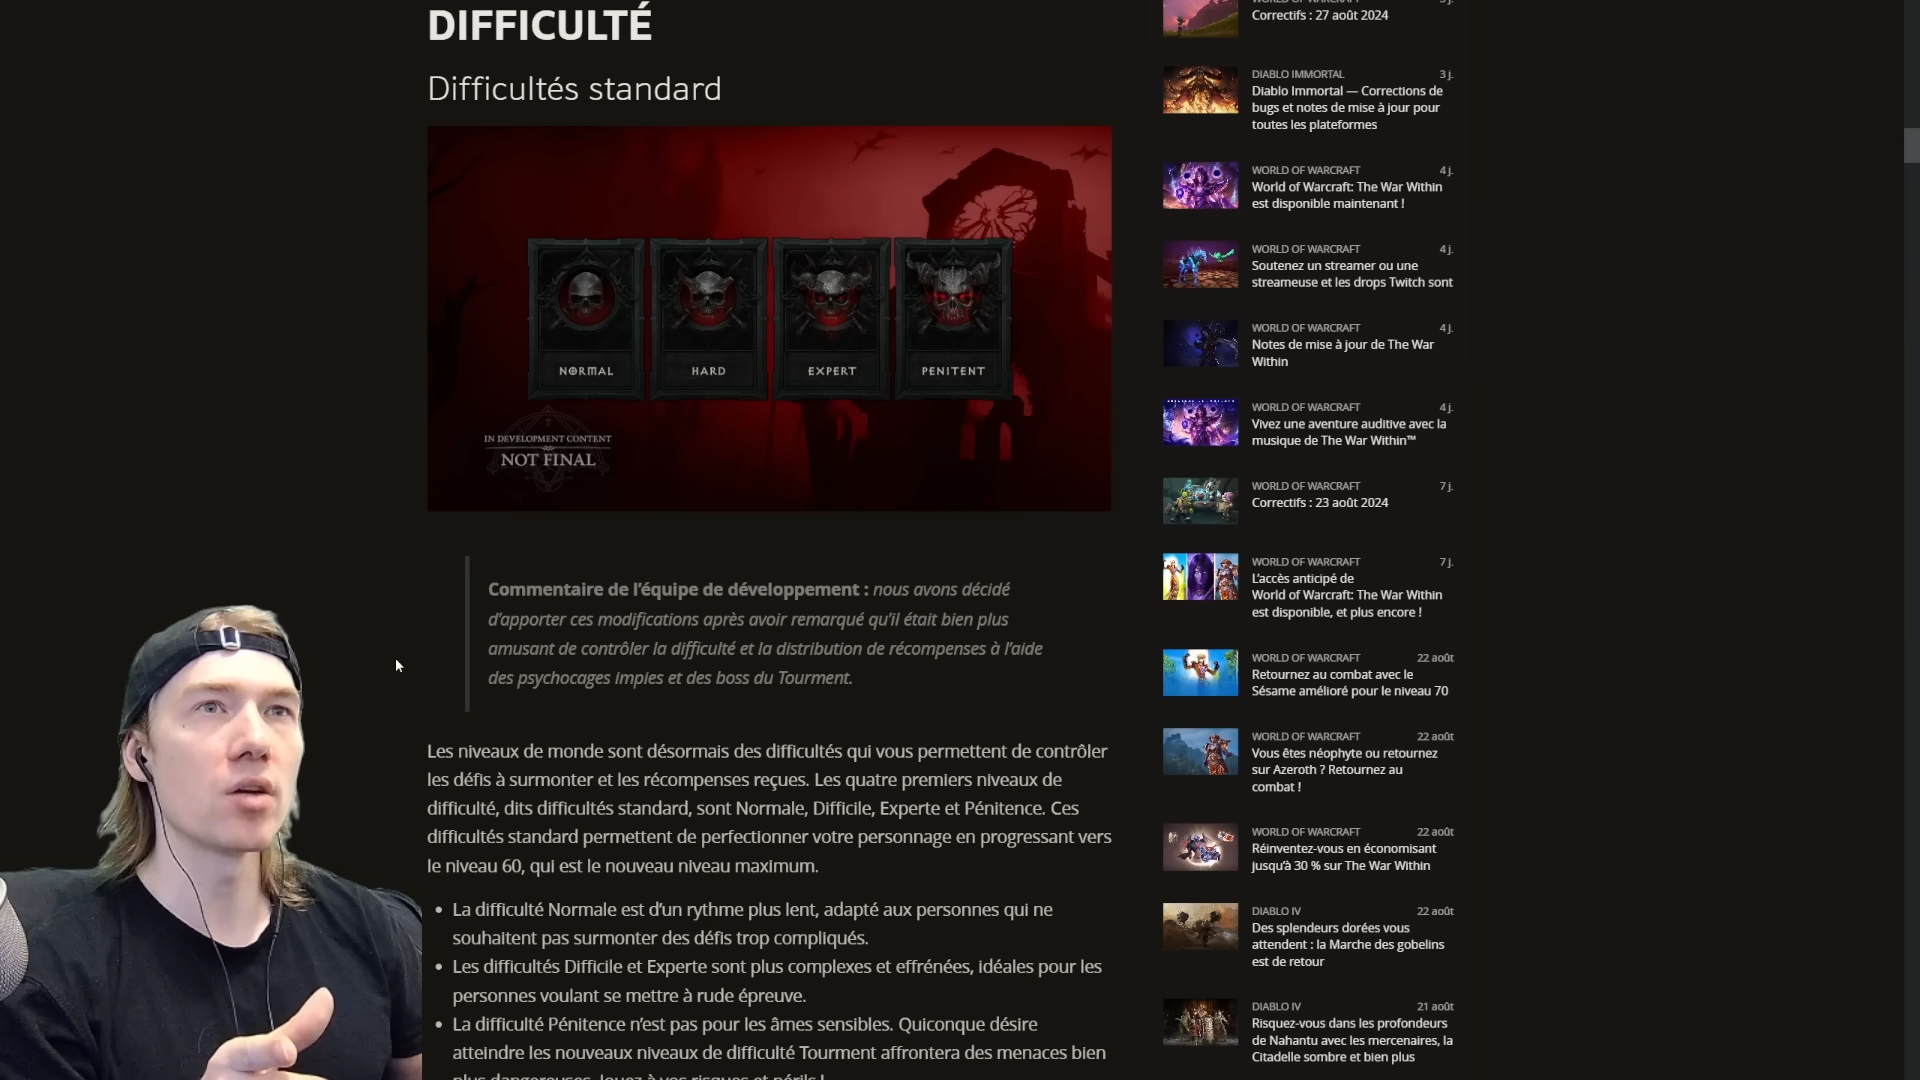 DIFFICULTÉ
Difficultés standard
NORMAL
HARD
EXPERT
PENITENT
IN DEVELOPMENT CONTENT
NOT FINAL
Commentaire de l’équipe de développement : nous avons décidé
d’apporter ces modifications après avoir remarqué qu’il était bien plus
amusant de contrôler la difficulté et la distribution de récompenses à l’aide
des psychocages impies et des boss du Tourment.
Les niveaux de monde sont désormais des difficultés qui vous permettent de contrôler
les défis à surmonter et les récompenses reçues. Les quatre premiers niveaux de
difficulté, dits difficultés standard, sont Normale, Difficile, Experte et Pénitence. Ces
difficultés standard permettent de perfectionner votre personnage en progressant vers
le niveau 60, qui est le nouveau niveau maximum.
• La difficulté Normale est d’un rythme plus lent, adapté aux personnes qui ne
souhaitent pas surmonter des défis trop compliqués.
• Les difficultés Difficile et Experte sont plus complexes et effrénées, idéales pour les
personnes voulant se mettre à rude épreuve.
• La difficulté Pénitence n’est pas pour les âmes sensibles. Quiconque désire
atteindre les nouveaux niveaux de difficulté Tourment affrontera des menaces bien
plus dangereuses. Jouez à vos risques et périls !
WORLD OF WARCRAFT 3 j.
Correctifs : 27 août 2024
DIABLO IMMORTAL 3 j.
Diablo Immortal — Corrections de
bugs et notes de mise à jour pour
toutes les plateformes
WORLD OF WARCRAFT 4 j.
World of Warcraft: The War Within
est disponible maintenant !
WORLD OF WARCRAFT 4 j.
Soutenez un streamer ou une
streameuse et les drops Twitch sont
WORLD OF WARCRAFT 4 j.
Notes de mise à jour de The War
Within
WORLD OF WARCRAFT 4 j.
Vivez une aventure auditive avec la
musique de The War Within™
WORLD OF WARCRAFT 7 j.
Correctifs : 23 août 2024
WORLD OF WARCRAFT 7 j.
L’accès anticipé de
World of Warcraft: The War Within
est disponible, et plus encore !
WORLD OF WARCRAFT 22 août
Retournez au combat avec le
Sésame amélioré pour le niveau 70
WORLD OF WARCRAFT 22 août
Vous êtes néophyte ou retournez
sur Azeroth ? Retournez au
combat !
WORLD OF WARCRAFT 22 août
Réinventez-vous en économisant
jusqu’à 30 % sur The War Within
DIABLO IV 22 août
Des splendeurs dorées vous
attendent : la Marche des gobelins
est de retour
DIABLO IV 21 août
Risquez-vous dans les profondeurs
de Nahantu avec les mercenaires, la
Citadelle sombre et bien plus